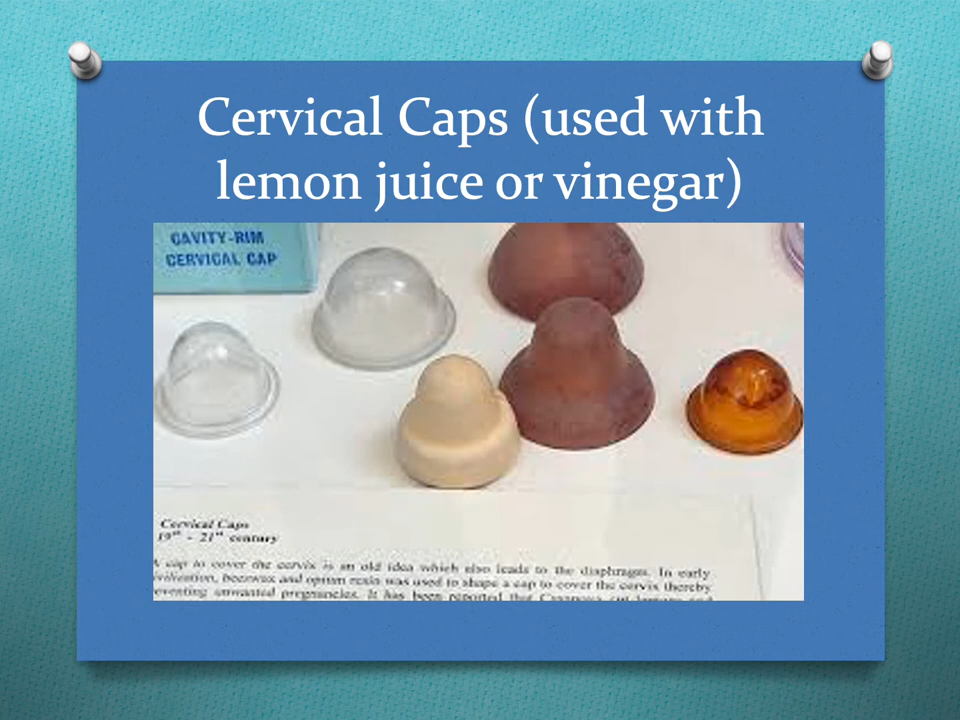 Cervical Caps (used with
lemon juice or vinegar)
CAVITY-RIM
CERVICAL CAP
Cervical Caps
19th - 21st century
A cap to cover the cervix is an old idea which also leads to the diaphragm. In early
civilisation, beeswax and opium resin was used to shape a cap to cover the cervix thereby
preventing unwanted pregnancies. It has been reported that Casanova cut lemons and